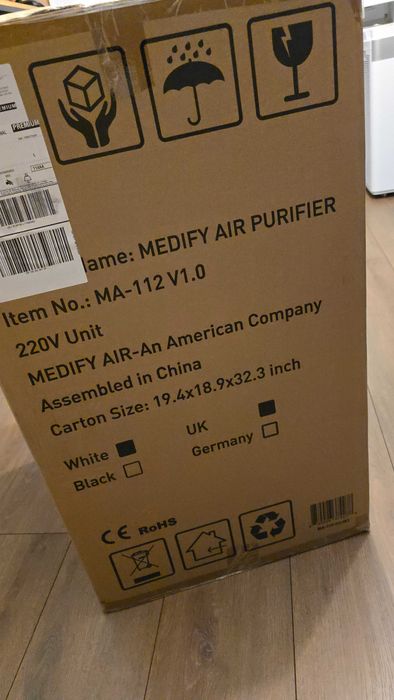 PREMIUM
PREMIUM
ame: MEDIFY AIR PURIFIER
Item No.: MA-112 V1.0
220V Unit
MEDIFY AIR-An American Company
Assembled in China
Carton Size: 19.4x18.9x32.3 inch
White UK
Black Germany
CE RoHS